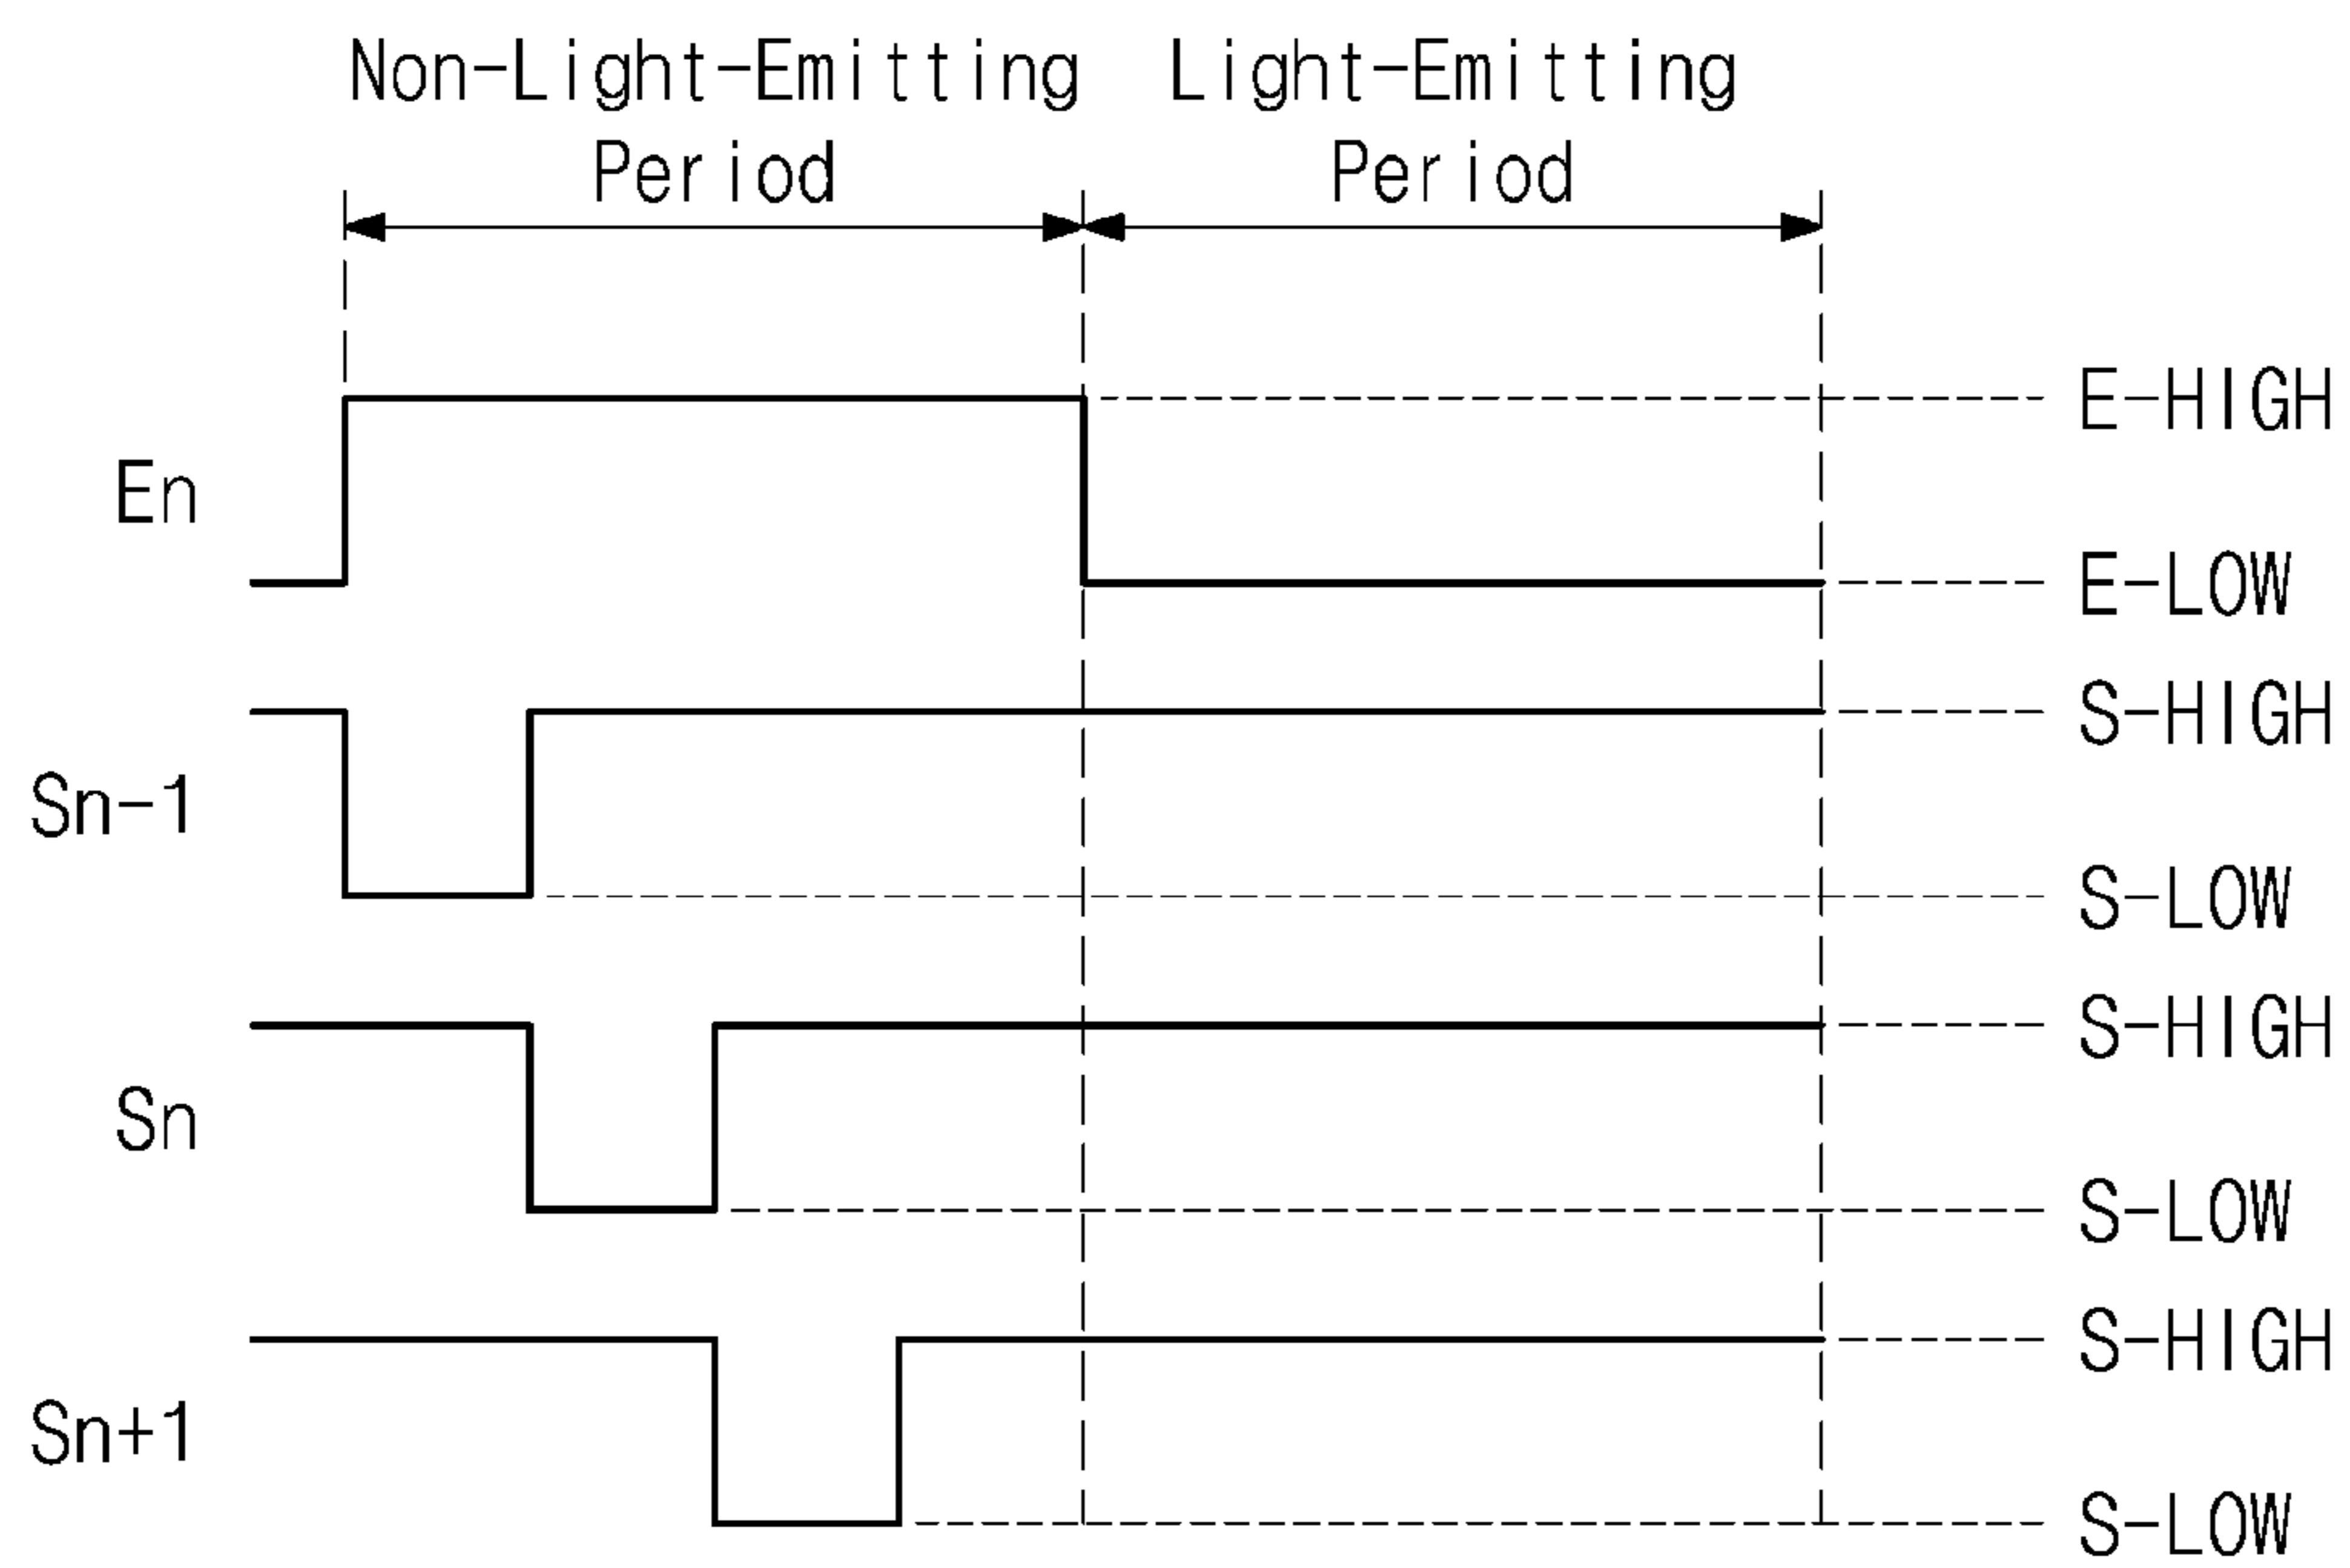 Non-Light-Emitting Light-Emitting
Period Period
E-HIGH
En
E-LOW
S-HIGH
Sn-1
S-LOW
S-HIGH
Sn
S-LOW
S-HIGH
Sn+1
S-LOW